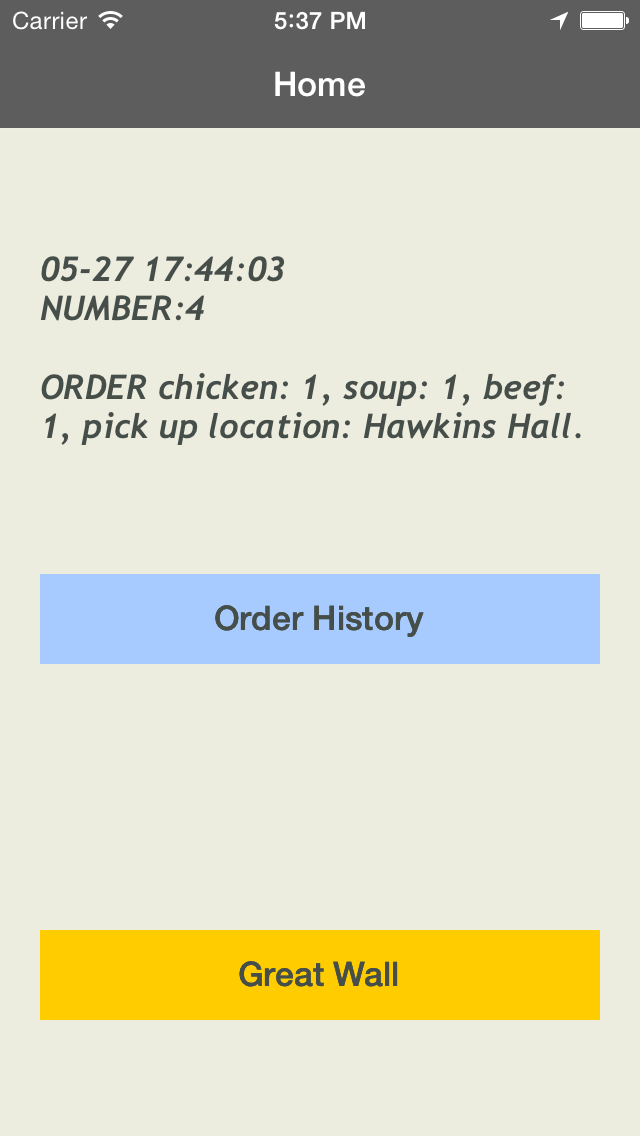 Carrier 5:37 PM
Home
05-27 17:44:03
NUMBER:4
ORDER chicken: 1, soup: 1, beef:
1, pick up location: Hawkins Hall.
Order History
Great Wall